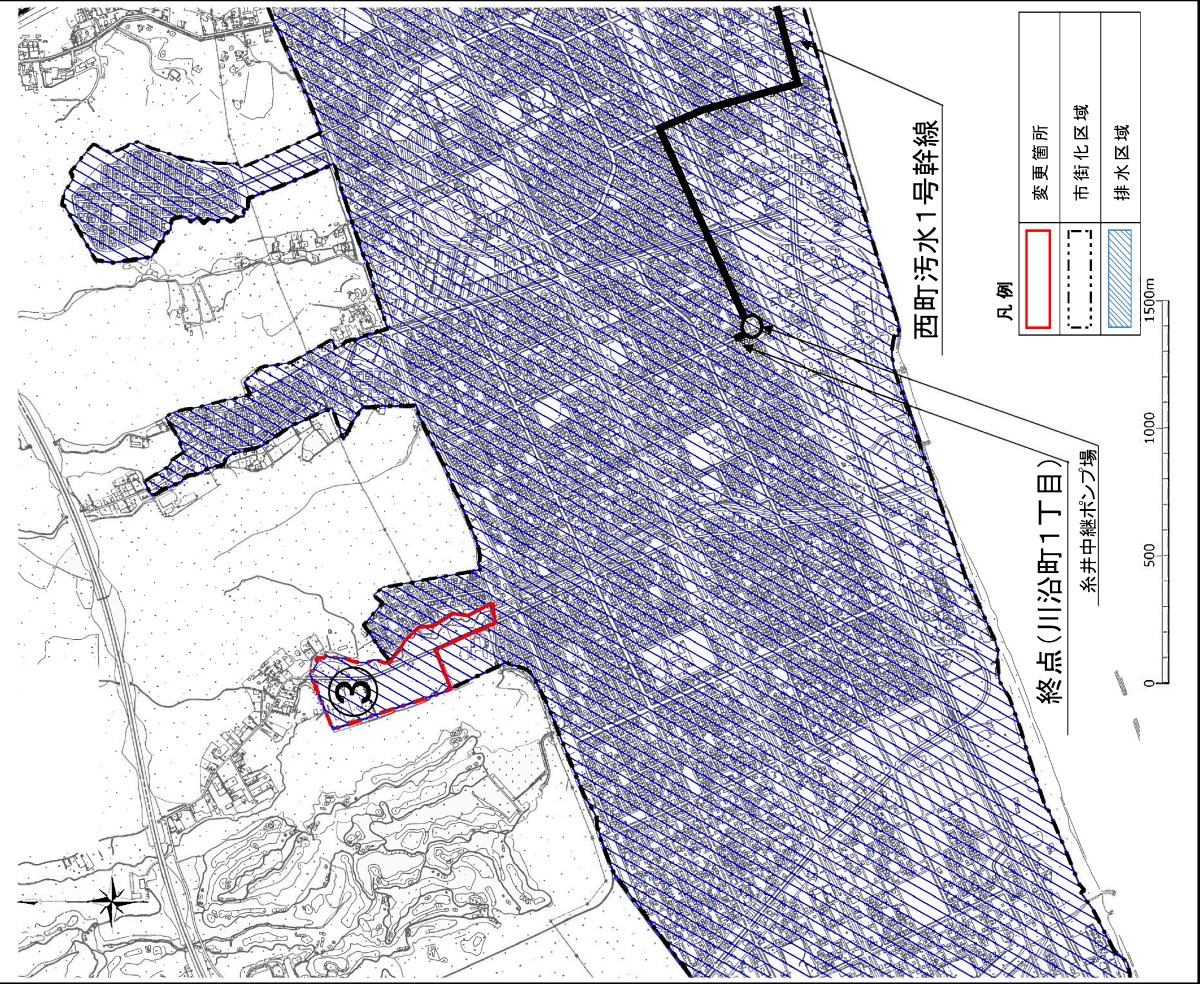 ③
西町汚水1号幹線
終点(川沿町1丁目)
糸井中継ポンプ場
凡例
変更箇所
市街化区域
排水区域
0 500 1000 1500m